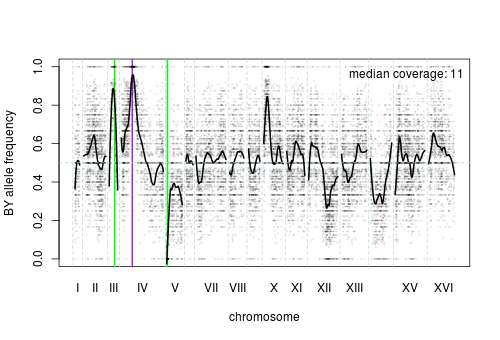 median coverage: 11
BY allele frequency
1.0
0.8
0.6
0.4
0.2
0.0
I II III IV V VII VIII X XI XII XIII XV XVI
chromosome